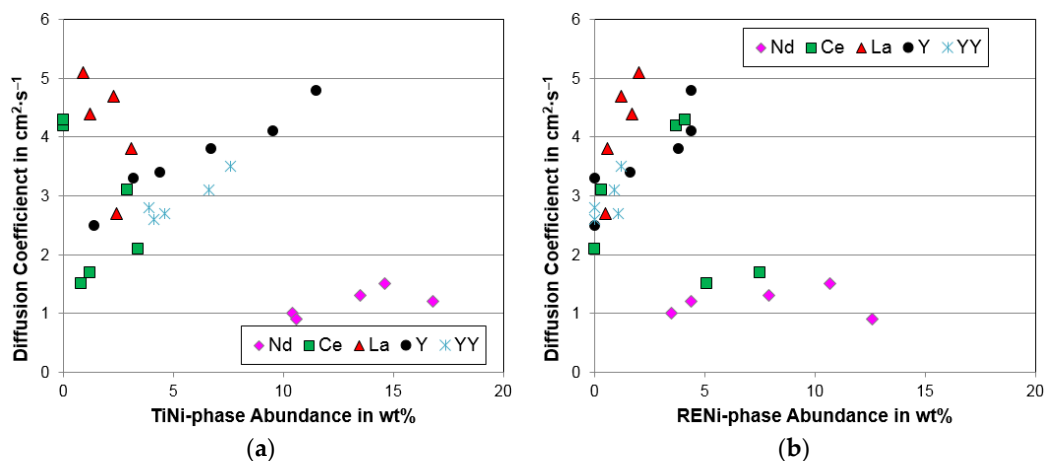 6
5
4
3
2
1
0
Diffusion Coefficienct in cm²·s⁻¹
Nd Ce La Y YY
0 5 10 15 20
TiNi-phase Abundance in wt%
(a)
6
5
4
3
2
1
0
Diffusion Coefficienct in cm²·s⁻¹
Nd Ce La Y YY
0 5 10 15 20
RENi-phase Abundance in wt%
(b)